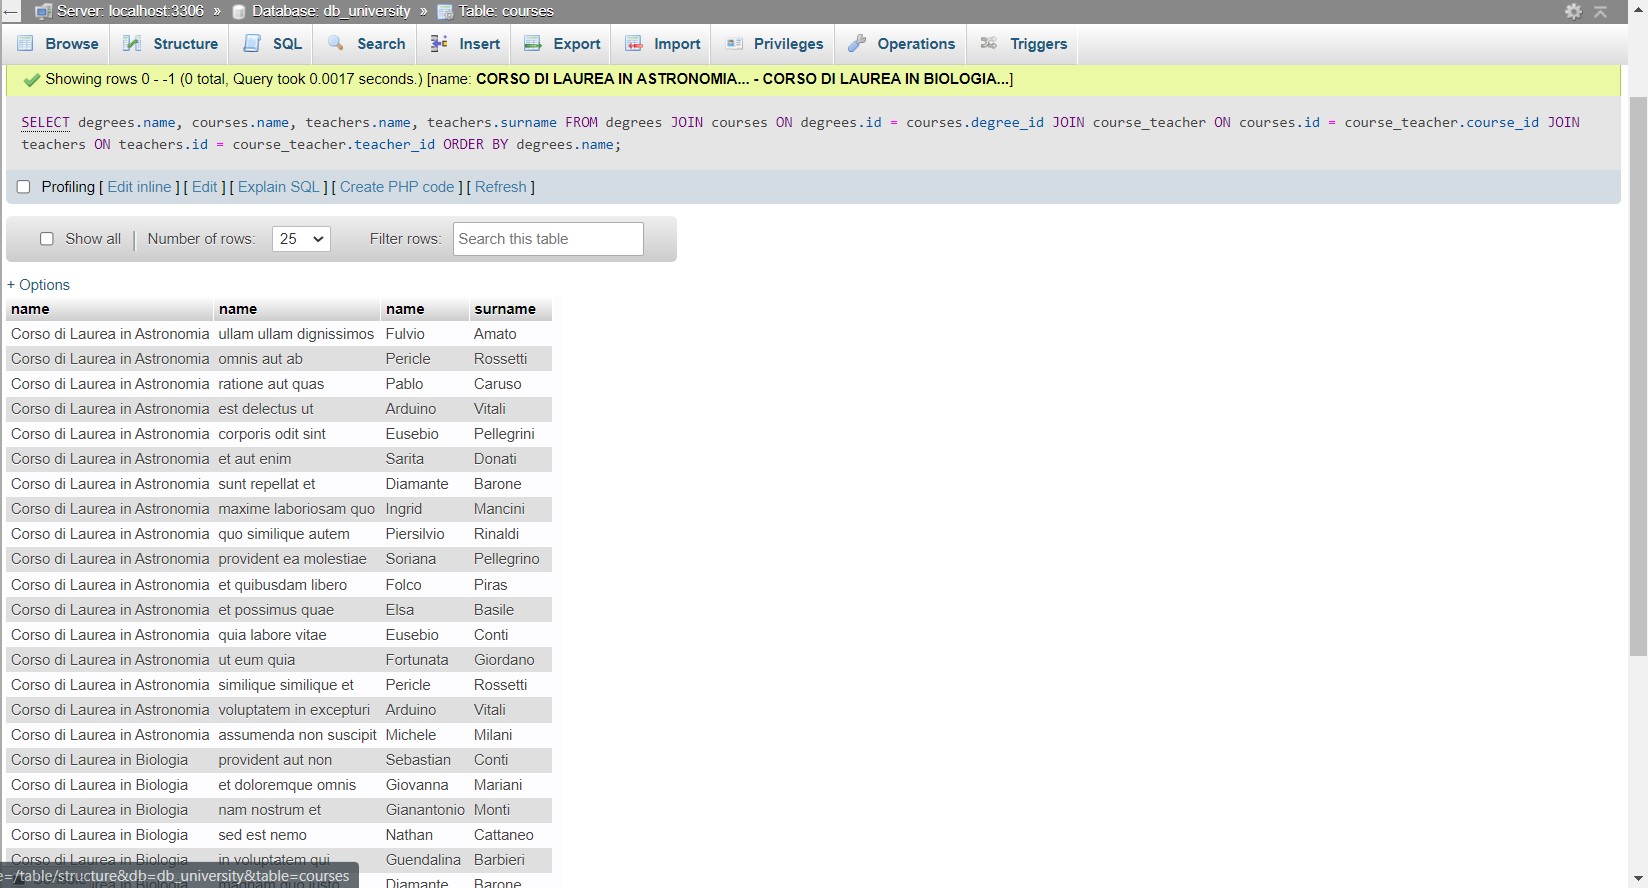 ← Server: localhost:3306 » Database: db_university » Table: courses
Browse Structure SQL Search Insert Export Import Privileges Operations Triggers
Showing rows 0 - -1 (0 total, Query took 0.0017 seconds.) [name: CORSO DI LAUREA IN ASTRONOMIA... - CORSO DI LAUREA IN BIOLOGIA...]
SELECT degrees.name, courses.name, teachers.name, teachers.surname FROM degrees JOIN courses ON degrees.id = courses.degree_id JOIN course_teacher ON courses.id = course_teacher.course_id JOIN
teachers ON teachers.id = course_teacher.teacher_id ORDER BY degrees.name;
Profiling [ Edit inline ] [ Edit ] [ Explain SQL ] [ Create PHP code ] [ Refresh ]
Show all Number of rows: 25 Filter rows: Search this table
+ Options
name name name surname
Corso di Laurea in Astronomia ullam ullam dignissimos Fulvio Amato
Corso di Laurea in Astronomia omnis aut ab Pericle Rossetti
Corso di Laurea in Astronomia ratione aut quas Pablo Caruso
Corso di Laurea in Astronomia est delectus ut Arduino Vitali
Corso di Laurea in Astronomia corporis odit sint Eusebio Pellegrini
Corso di Laurea in Astronomia et aut enim Sarita Donati
Corso di Laurea in Astronomia sunt repellat et Diamante Barone
Corso di Laurea in Astronomia maxime laboriosam quo Ingrid Mancini
Corso di Laurea in Astronomia quo similique autem Piersilvio Rinaldi
Corso di Laurea in Astronomia provident ea molestiae Soriana Pellegrino
Corso di Laurea in Astronomia et quibusdam libero Folco Piras
Corso di Laurea in Astronomia et possimus quae Elsa Basile
Corso di Laurea in Astronomia quia labore vitae Eusebio Conti
Corso di Laurea in Astronomia ut eum quia Fortunata Giordano
Corso di Laurea in Astronomia similique similique et Pericle Rossetti
Corso di Laurea in Astronomia voluptatem in excepturi Arduino Vitali
Corso di Laurea in Astronomia assumenda non suscipit Michele Milani
Corso di Laurea in Biologia provident aut non Sebastian Conti
Corso di Laurea in Biologia et doloremque omnis Giovanna Mariani
Corso di Laurea in Biologia nam nostrum et Gianantonio Monti
Corso di Laurea in Biologia sed est nemo Nathan Cattaneo
Corso di Laurea in Biologia in voluptatem qui Guendalina Barbieri
Diamante Barone
e=/table/structure&db=db_university&table=courses